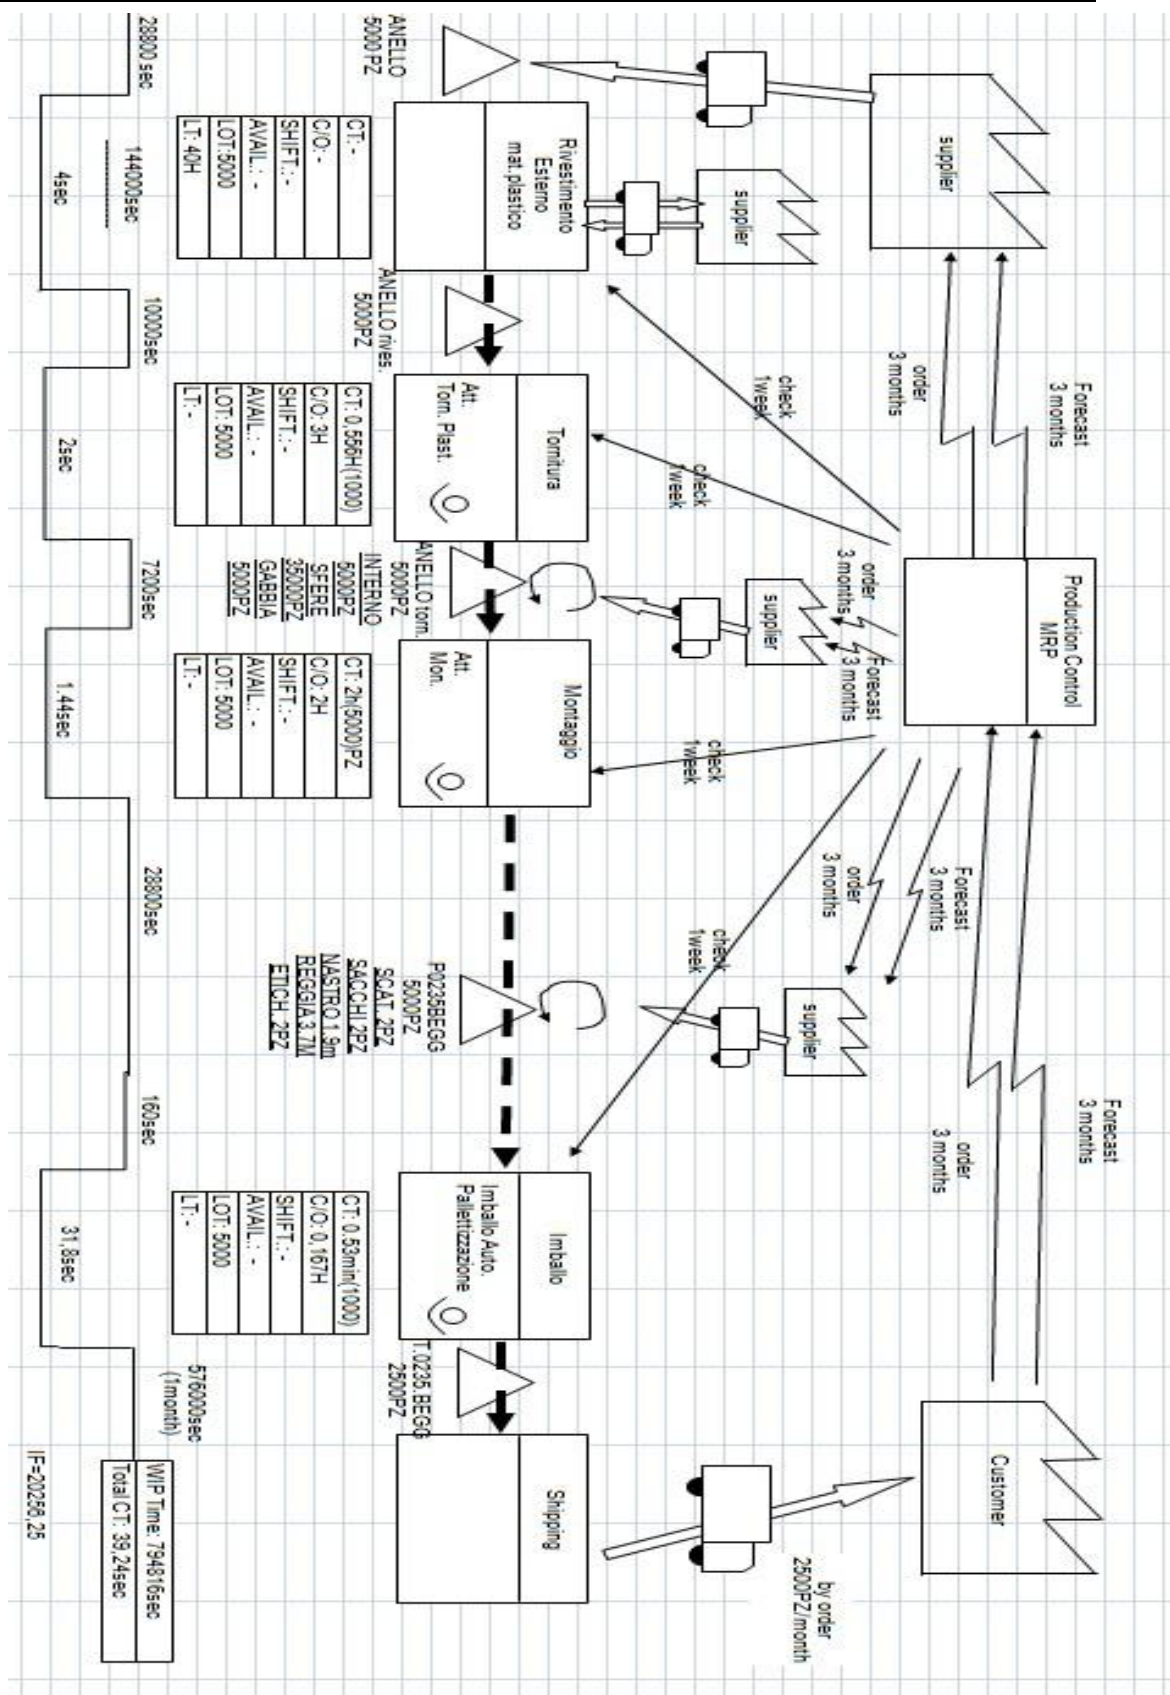 supplier
Forecast
3 months
order
3 months
Production Control
MRP
Forecast
3 months
order
3 months
Customer
supplier
check
1week
check
1week
order
3 months
Forecast
3 months
supplier
check
1week
Forecast
3 months
order
3 months
check
1week
supplier
by order
2500PZ/month
ANELLO
5000 PZ
Rivestimento
Esterno
mat.plastico
ANELLO rives.
5000PZ
Tornitura
Att.
Torn. Plast.
ANELLO torn.
5000PZ
INTERNO
5000PZ
SFERE
35000PZ
GABBIA
5000PZ
Montaggio
Att.
Mon.
P0235BEGG
5000PZ
SCAT. 2PZ
SACCHI 2PZ
NASTRO 1.9m
REGGIA 3.7M
ETICH. 2PZ
Imballo
Imballo Auto.
Pallettizzazione
T.0235.BEGG
2500PZ
Shipping
CT: -
C/O: -
SHIFT.: -
AVAIL.: -
LOT:5000
LT: 40H
CT: 0,556H(1000)
C/O: 3H
SHIFT.: -
AVAIL.: -
LOT: 5000
LT: -
CT: 2h(5000)PZ
C/O: 2H
SHIFT.: -
AVAIL.: -
LOT: 5000
LT: -
CT: 0.53min(1000)
C/O: 0,167H
SHIFT.: -
AVAIL.: -
LOT: 5000
LT: -
28800 sec
144000sec
4sec
10000sec
2sec
7200sec
1.44sec
28800sec
160sec
31,8sec
576000sec
(1month)
WIP Time: 794816sec
Total CT: 39,24sec
IF=20256,25